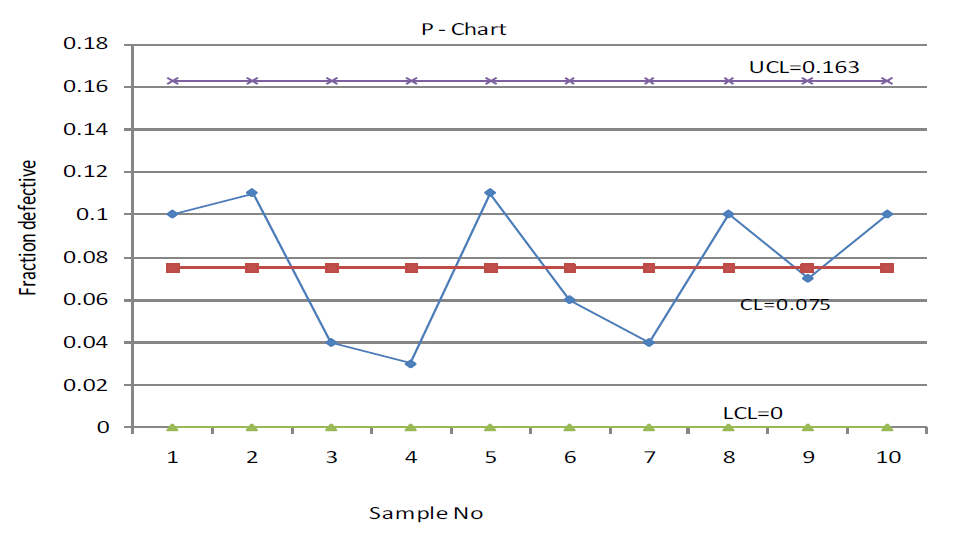 P - Chart
0.18
0.16
0.14
0.12
0.1
0.08
0.06
0.04
0.02
0
Fraction defective
UCL=0.163
CL=0.075
LCL=0
1 2 3 4 5 6 7 8 9 10
Sample No